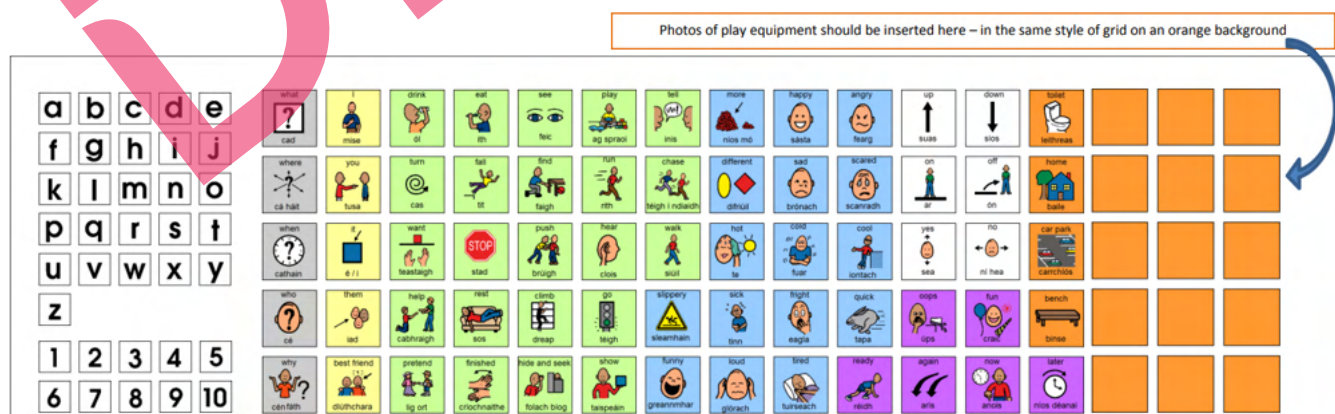 Photos of play equipment should be inserted here – in the same style of grid on an orange background
a b c d e
f g h i j
k l m n o
p q r s t
u v w x y
z
1 2 3 4 5
6 7 8 9 10
what I drink eat see play tell more happy angry up down toilet
? Vm!
cad mise ól ith feic ag spraoi inis níos mó sásta fearg suas síos leithreas
where you turn fall find run chase different sad scared on off home
?
cá háit tusa cas tit faigh rith téigh i ndiaidh difriúil brónach scanradh ar ón baile
when it want push hear walk hot cold cool yes no car park
STOP
cathain é / í teastaigh stad brúigh clois siúil te fuar iontach sea ní hea carrchlós
who them help rest climb go slippery sick fright quick oops fun bench
?
cé iad cabhraigh sos dreap téigh sleamhain tinn eagla tapa úps craic binse
why best friend pretend finished hide and seek show funny loud tired ready again now later
?
cén fáth dlúthchara lig ort críochnaithe folach bíog taispeáin greannmhar glórach tuirseach réidh arís anois níos déanaí